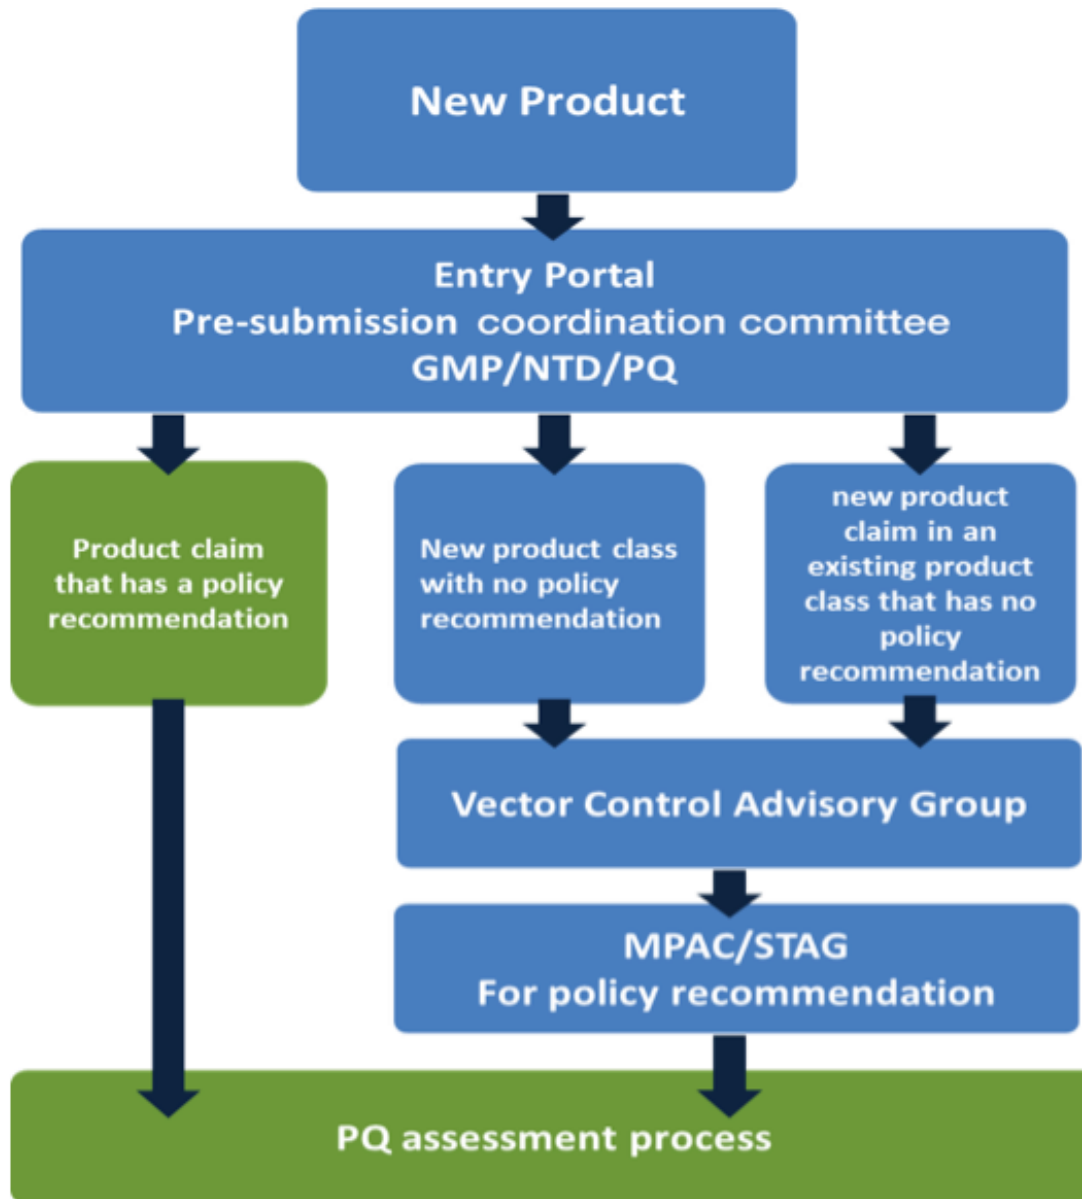 New Product
Entry Portal
Pre-submission coordination committee
GMP/NTD/PQ
Product claim
that has a policy
recommendation
New product class
with no policy
recommendation
new product
claim in an
existing product
class that has no
policy
recommendation
Vector Control Advisory Group
MPAC/STAG
For policy recommendation
PQ assessment process